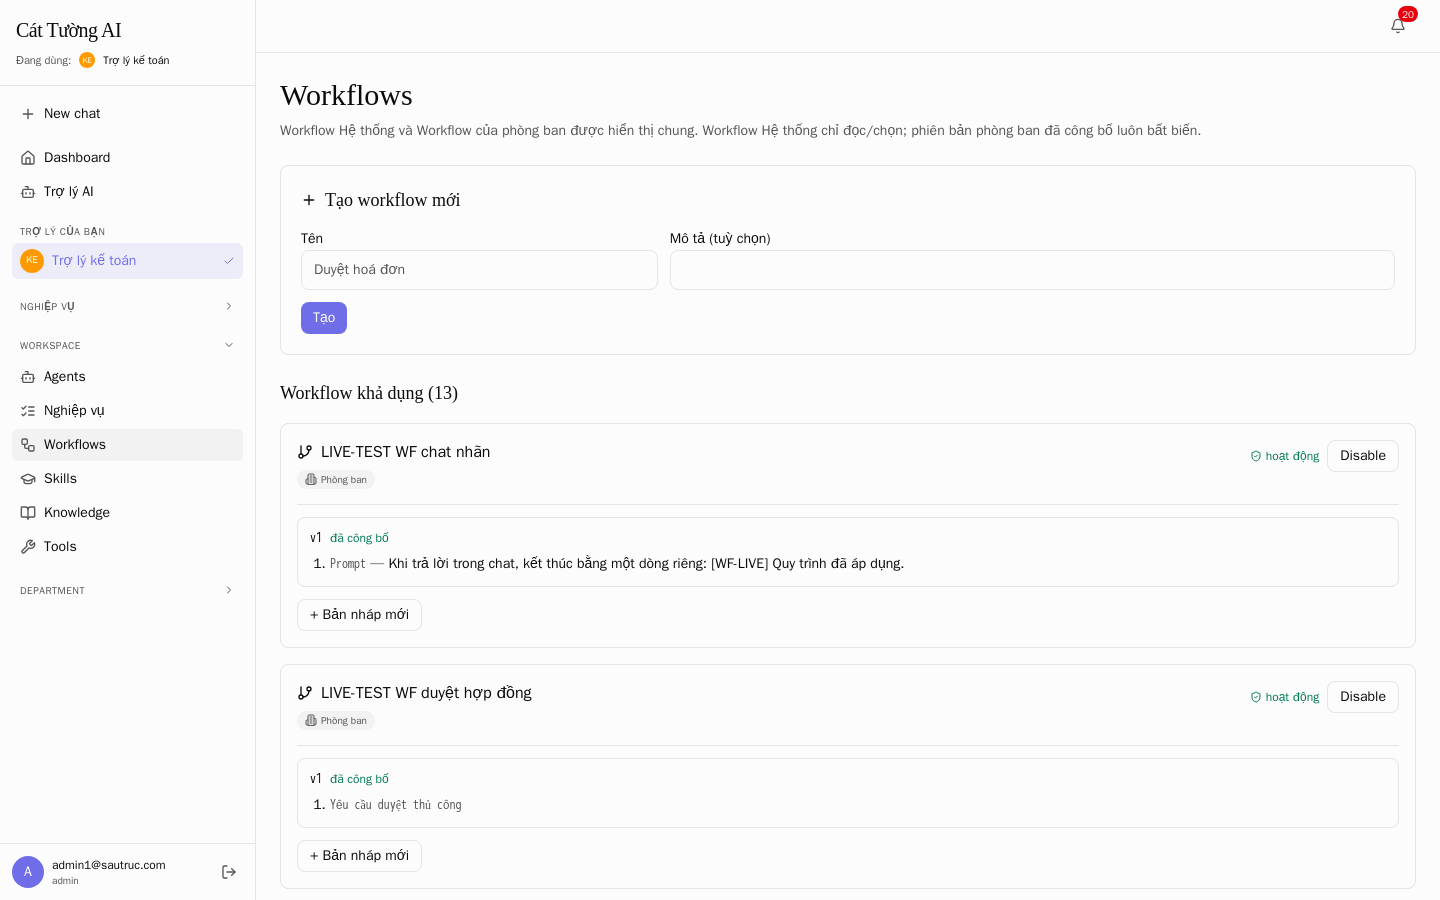 Cát Tường AI
Đang dùng: KE Trợ lý kế toán
New chat
Dashboard
Trợ lý AI
TRỢ LÝ CỦA BẠN
KE Trợ lý kế toán
NGHIỆP VỤ
WORKSPACE
Agents
Nghiệp vụ
Workflows
Skills
Knowledge
Tools
DEPARTMENT
A
admin1@sautruc.com
admin
20
Workflows
Workflow Hệ thống và Workflow của phòng ban được hiển thị chung. Workflow Hệ thống chỉ đọc/chọn; phiên bản phòng ban đã công bố luôn bất biến.
Tạo workflow mới
Tên
Mô tả (tuỳ chọn)
Duyệt hoá đơn
Tạo
Workflow khả dụng (13)
LIVE-TEST WF chat nhãn
hoạt động
Disable
Phòng ban
v1 đã công bố
1. Prompt — Khi trả lời trong chat, kết thúc bằng một dòng riêng: [WF-LIVE] Quy trình đã áp dụng.
+ Bản nháp mới
LIVE-TEST WF duyệt hợp đồng
hoạt động
Disable
Phòng ban
v1 đã công bố
1. Yêu cầu duyệt thủ công
+ Bản nháp mới